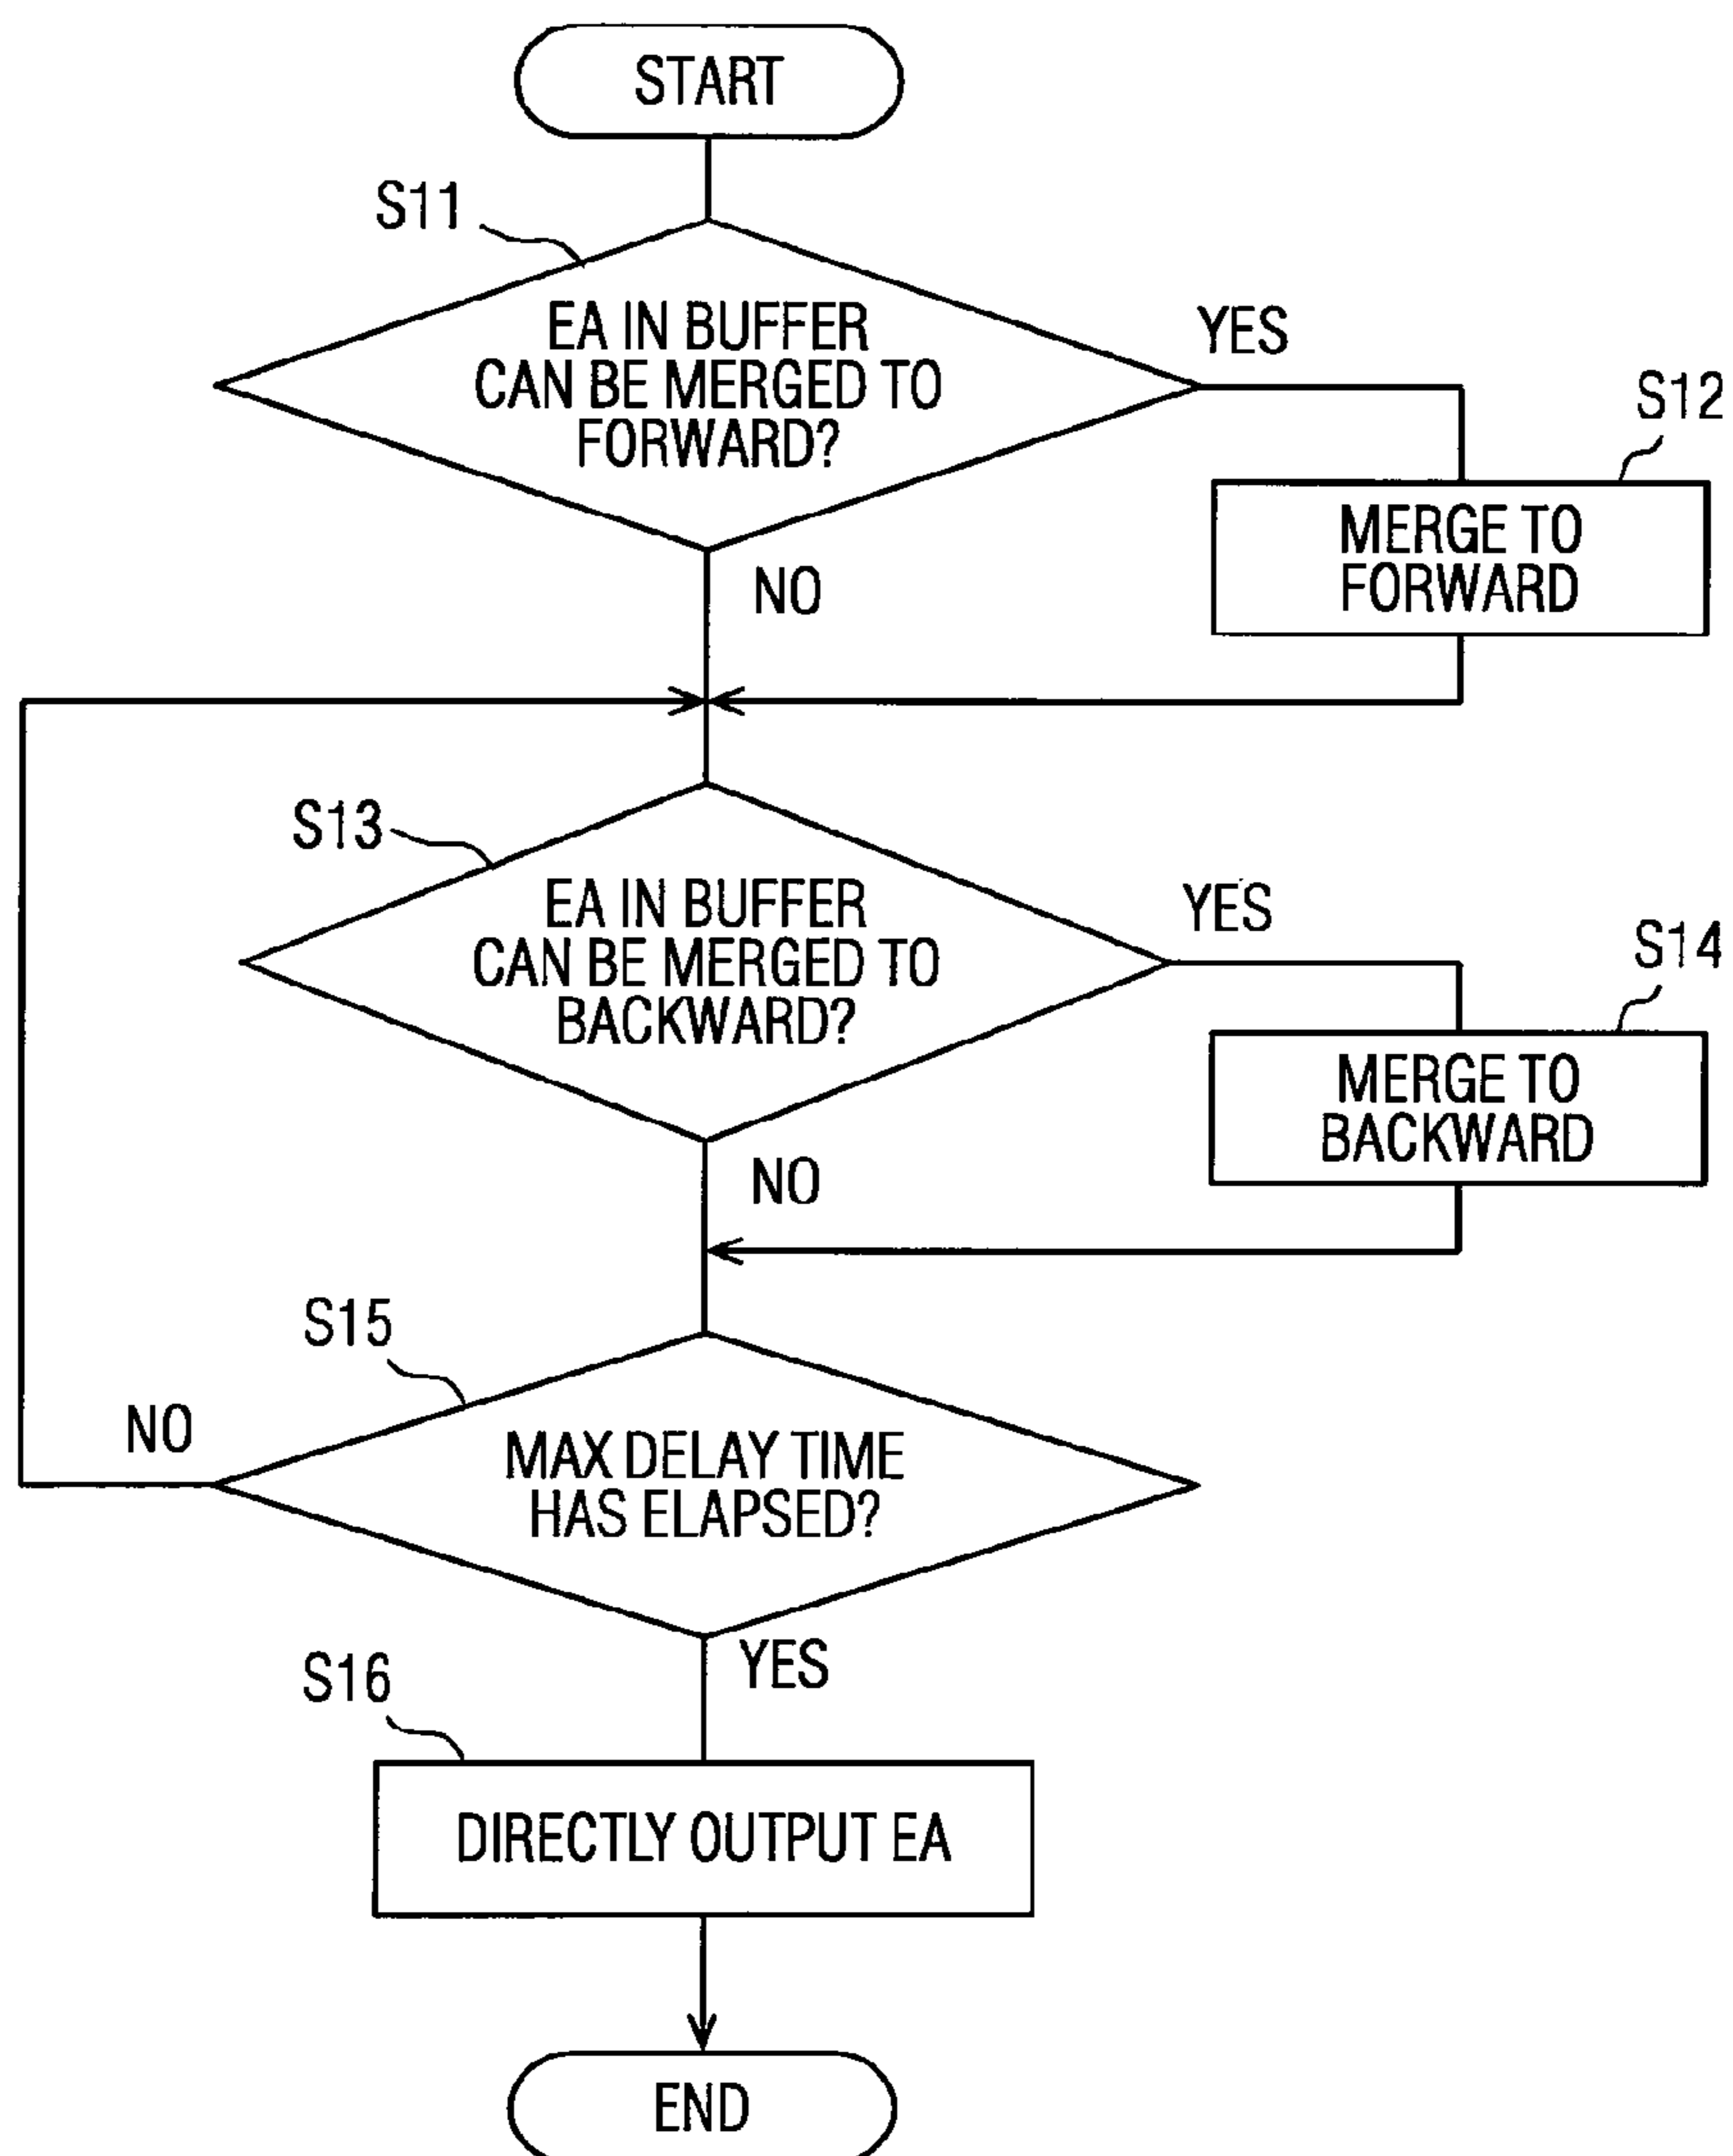 START
S11
EA IN BUFFER
CAN BE MERGED TO
FORWARD?
YES
S12
MERGE TO
FORWARD
NO
S13
EA IN BUFFER
CAN BE MERGED TO
BACKWARD?
YES
S14
MERGE TO
BACKWARD
NO
S15
MAX DELAY TIME
HAS ELAPSED?
NO
YES
S16
DIRECTLY OUTPUT EA
END